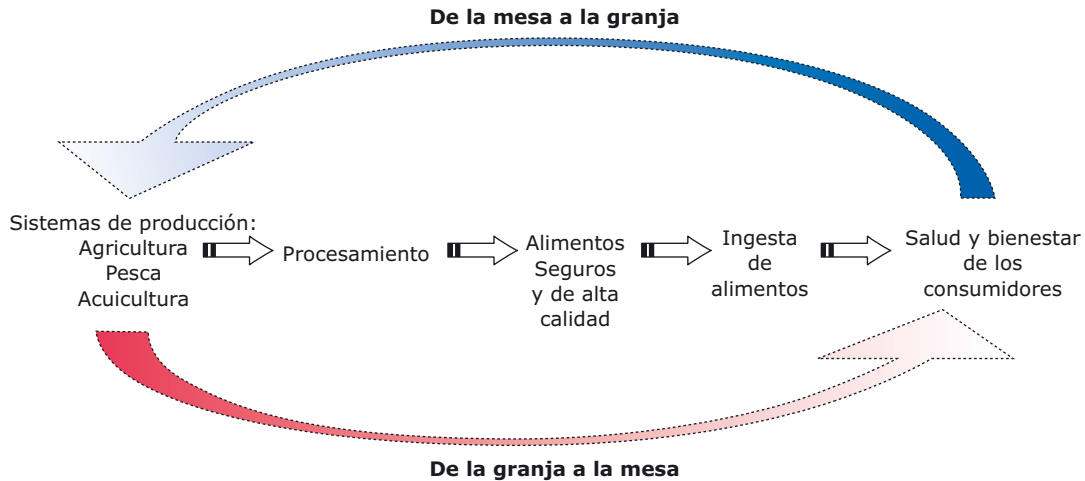 De la mesa a la granja
Sistemas de producción:
Agricultura
Pesca
Acuicultura
Procesamiento
Alimentos
Seguros
y de alta
calidad
Ingesta
de
alimentos
Salud y bienestar
de los
consumidores
De la granja a la mesa